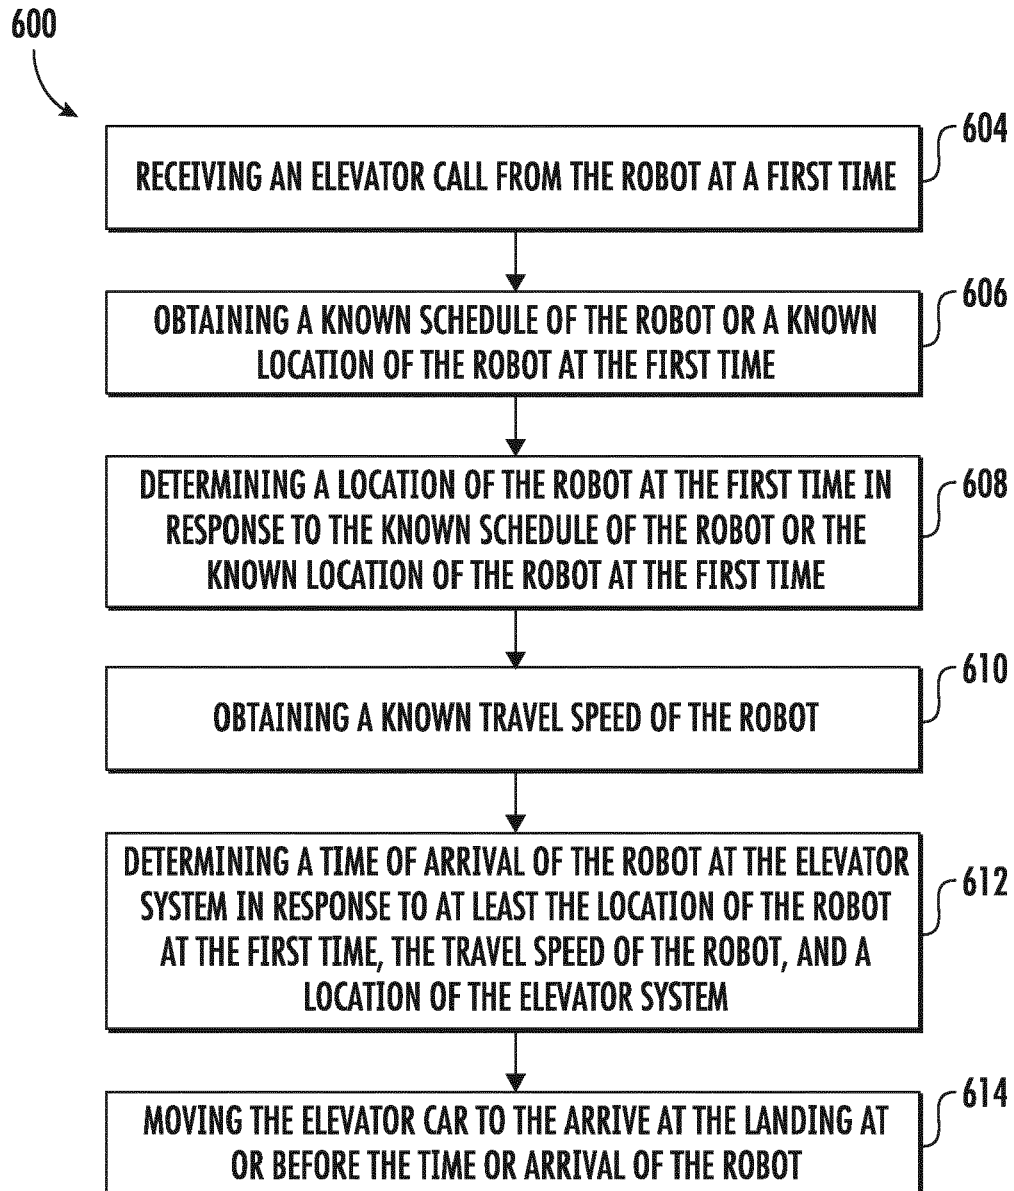 600
604
RECEIVING AN ELEVATOR CALL FROM THE ROBOT AT A FIRST TIME
606
OBTAINING A KNOWN SCHEDULE OF THE ROBOT OR A KNOWN
LOCATION OF THE ROBOT AT THE FIRST TIME
608
DETERMINING A LOCATION OF THE ROBOT AT THE FIRST TIME IN
RESPONSE TO THE KNOWN SCHEDULE OF THE ROBOT OR THE
KNOWN LOCATION OF THE ROBOT AT THE FIRST TIME
610
OBTAINING A KNOWN TRAVEL SPEED OF THE ROBOT
612
DETERMINING A TIME OF ARRIVAL OF THE ROBOT AT THE ELEVATOR
SYSTEM IN RESPONSE TO AT LEAST THE LOCATION OF THE ROBOT
AT THE FIRST TIME, THE TRAVEL SPEED OF THE ROBOT, AND A
LOCATION OF THE ELEVATOR SYSTEM
614
MOVING THE ELEVATOR CAR TO THE ARRIVE AT THE LANDING AT
OR BEFORE THE TIME OR ARRIVAL OF THE ROBOT